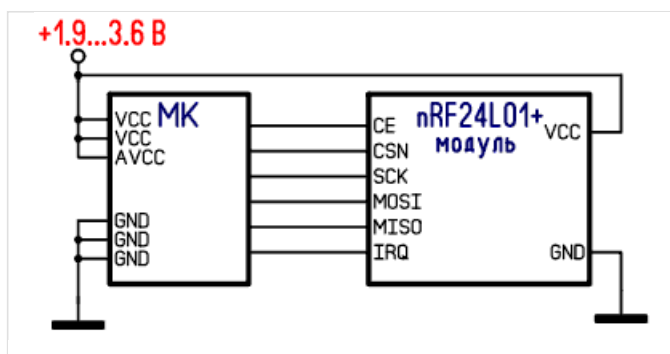 +1.9...3.6 В
МК
VCC
VCC
AVCC
GND
GND
GND
nRF24L01+
модуль
CE
CSN
SCK
MOSI
MISO
IRQ
VCC
GND